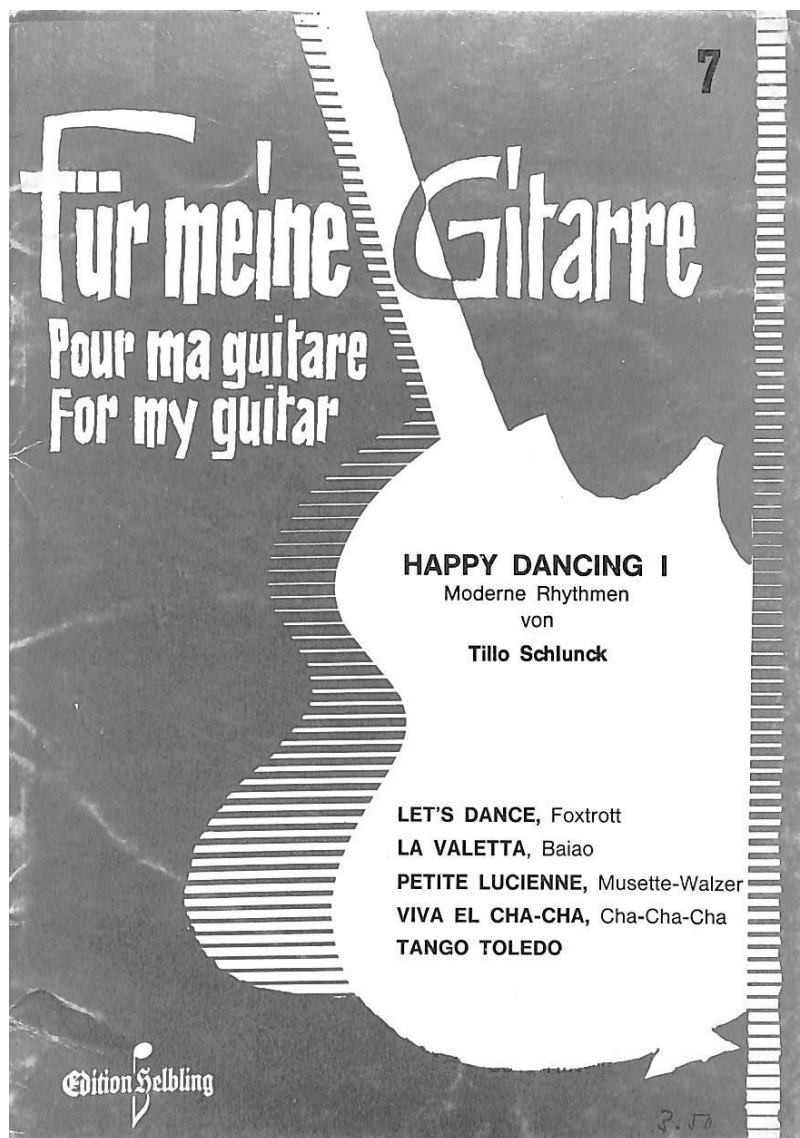 7
Für meine Gitarre
Pour ma guitare
For my guitar
HAPPY DANCING I
Moderne Rhythmen
von
Tillo Schlunck
LET'S DANCE, Foxtrott
LA VALETTA, Baiao
PETITE LUCIENNE, Musette-Walzer
VIVA EL CHA-CHA, Cha-Cha-Cha
TANGO TOLEDO
Edition Helbling
3.50